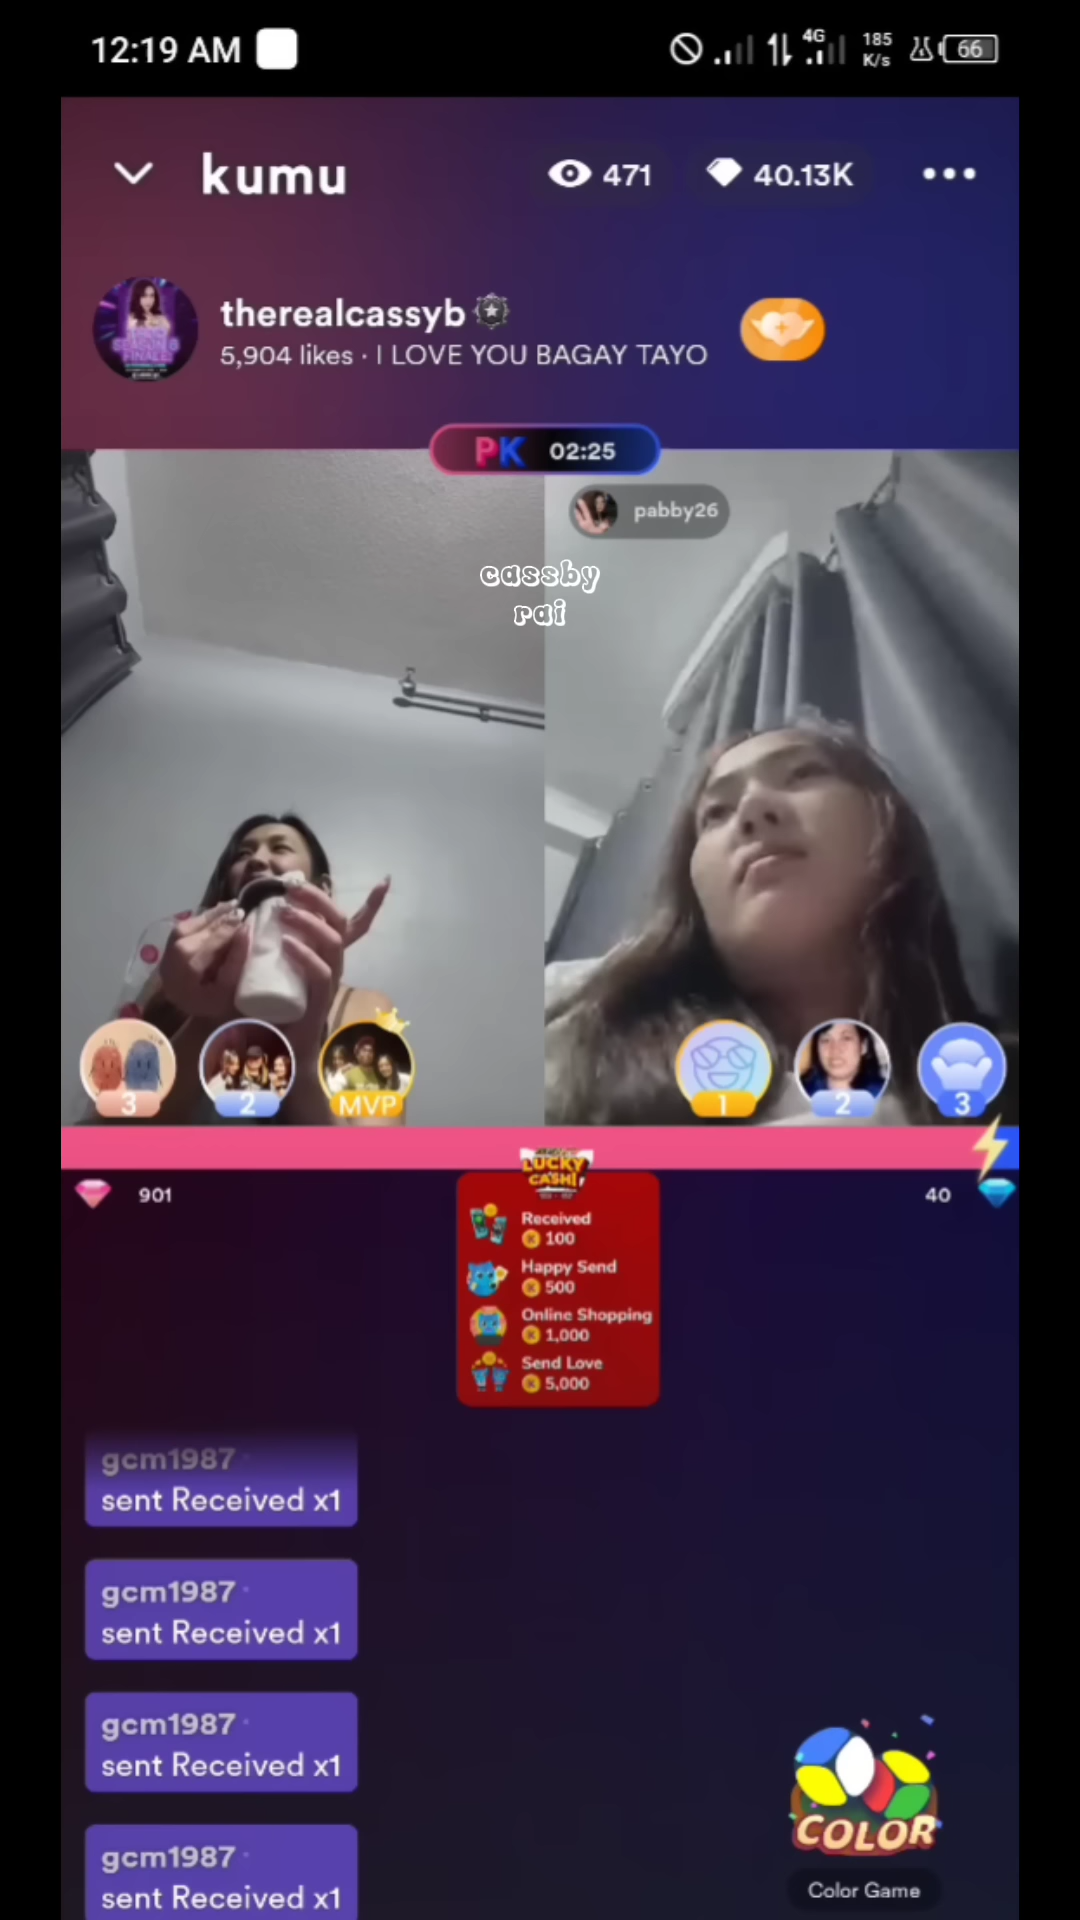 12:19 AM
4G
185
K/s
66
kumu
471
40.13K
therealcassyb
5,904 likes · I LOVE YOU BAGAY TAYO
PK 02:25
pabby26
cassby
rai
3
2
MVP
1
2
3
LUCKY
CASH!
901
40
Received
100
Happy Send
500
Online Shopping
1,000
Send Love
5,000
gcm1987
sent Received x1
gcm1987
sent Received x1
gcm1987
sent Received x1
gcm1987
sent Received x1
COLOR
Color Game